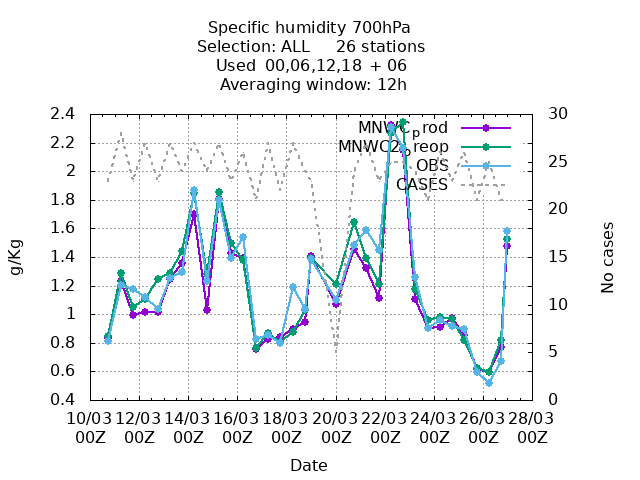 Specific humidity 700hPa
Selection: ALL 26 stations
Used 00,06,12,18 + 06
Averaging window: 12h
2.4
2.2
2
1.8
1.6
1.4
1.2
1
0.8
0.6
0.4
g/Kg
MNWC_prod
MNWC2_preop
OBS
CASES
30
25
20
15
10
5
0
No cases
10/03 12/03 14/03 16/03 18/03 20/03 22/03 24/03 26/03 28/03
00Z 00Z 00Z 00Z 00Z 00Z 00Z 00Z 00Z 00Z
Date